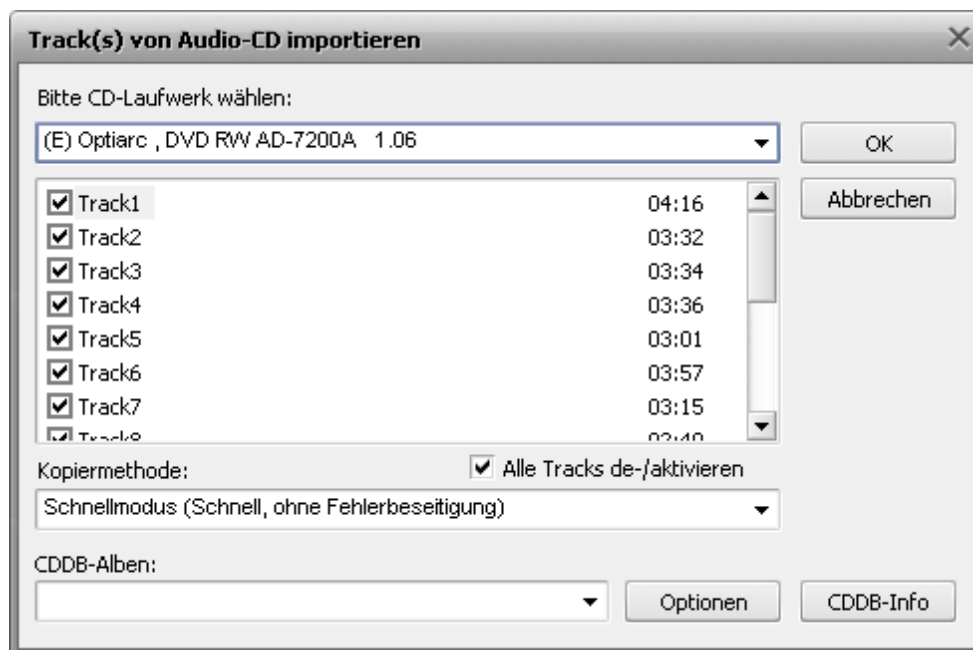 Track(s) von Audio-CD importieren
Bitte CD-Laufwerk wählen:
(E) Optiarc , DVD RW AD-7200A 1.06
OK
Abbrechen
Track1 04:16
Track2 03:32
Track3 03:34
Track4 03:36
Track5 03:01
Track6 03:57
Track7 03:15
Kopiermethode:
Alle Tracks de-/aktivieren
Schnellmodus (Schnell, ohne Fehlerbeseitigung)
CDDB-Alben:
Optionen
CDDB-Info